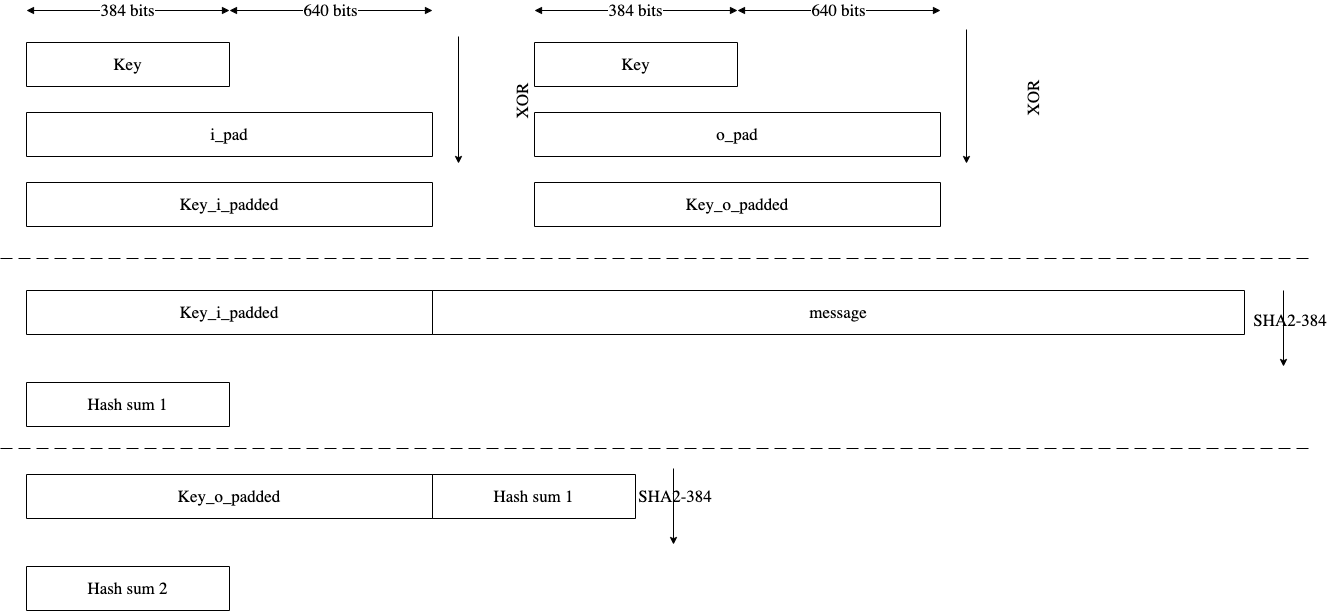 384 bits 640 bits 384 bits 640 bits
Key Key
XOR XOR
i_pad o_pad
Key_i_padded Key_o_padded
Key_i_padded message SHA2-384
Hash sum 1
Key_o_padded Hash sum 1 SHA2-384
Hash sum 2